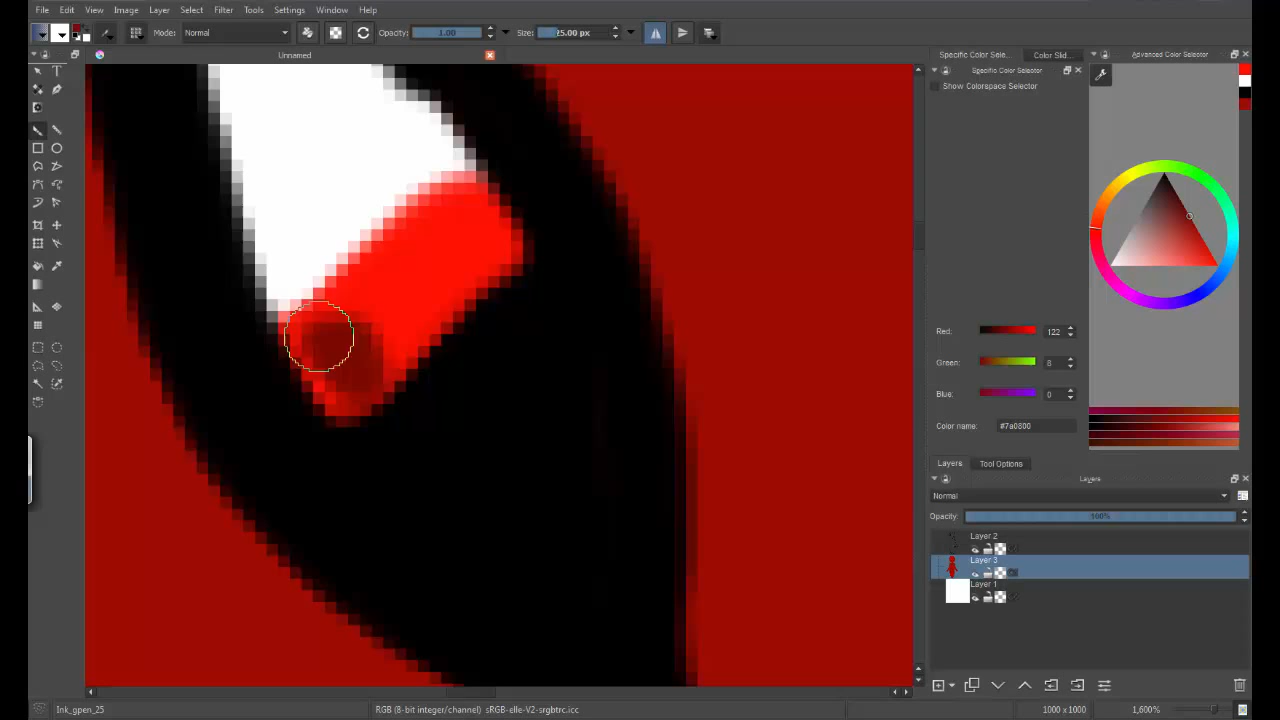 File Edit View Image Layer Select Filter Tools Settings Window Help
Mode: Normal Opacity: 1.00 Size: 25.00 px
Unnamed
Specific Color Sele... Color Slid... Advanced Color Selector
Specific Color Selector
Show Colorspace Selector
Red: 122
Green: 8
Blue: 0
Color name: #7a0800
Layers Tool Options
Layers
Normal
Opacity: 100%
Layer 2
Layer 3
Layer 1
Ink_gpen_25 RGB (8-bit integer/channel) sRGB-elle-V2-srgbtrc.icc 1000 x 1000 1,600%